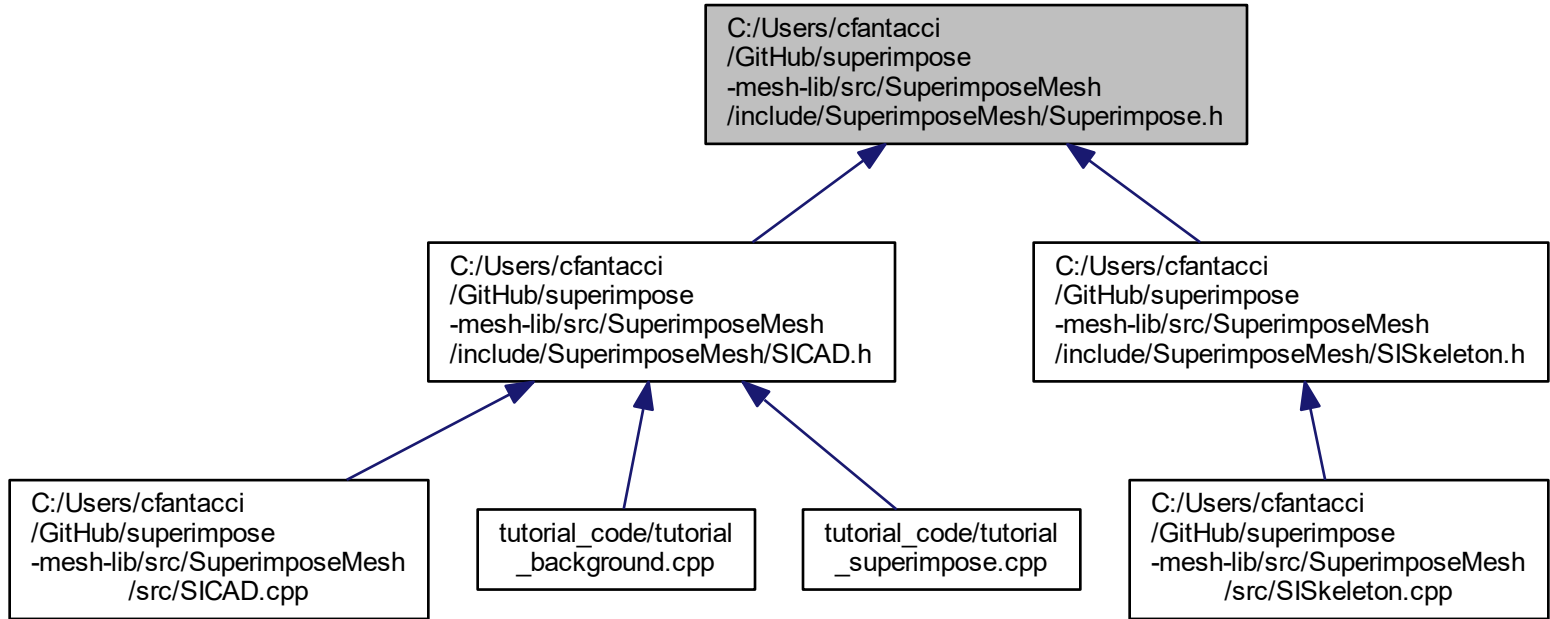 C:/Users/cfantacci
/GitHub/superimpose
-mesh-lib/src/SuperimposeMesh
/include/SuperimposeMesh/Superimpose.h
C:/Users/cfantacci
/GitHub/superimpose
-mesh-lib/src/SuperimposeMesh
/include/SuperimposeMesh/SICAD.h
C:/Users/cfantacci
/GitHub/superimpose
-mesh-lib/src/SuperimposeMesh
/include/SuperimposeMesh/SISkeleton.h
C:/Users/cfantacci
/GitHub/superimpose
-mesh-lib/src/SuperimposeMesh
/src/SICAD.cpp
tutorial_code/tutorial
_background.cpp
tutorial_code/tutorial
_superimpose.cpp
C:/Users/cfantacci
/GitHub/superimpose
-mesh-lib/src/SuperimposeMesh
/src/SISkeleton.cpp